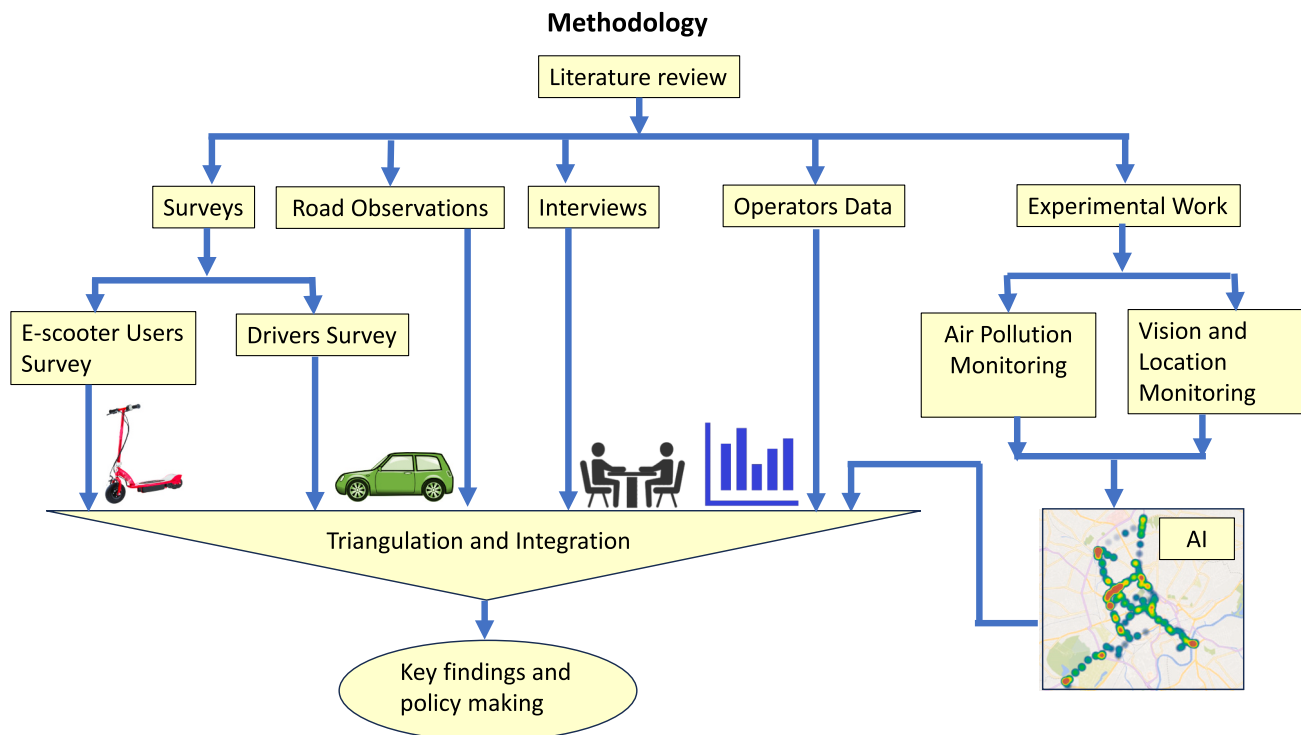 Methodology
Literature review
Surveys
Road Observations
Interviews
Operators Data
Experimental Work
E-scooter Users
Survey
Drivers Survey
Air Pollution
Monitoring
Vision and
Location
Monitoring
Triangulation and Integration
AI
Key findings and
policy making